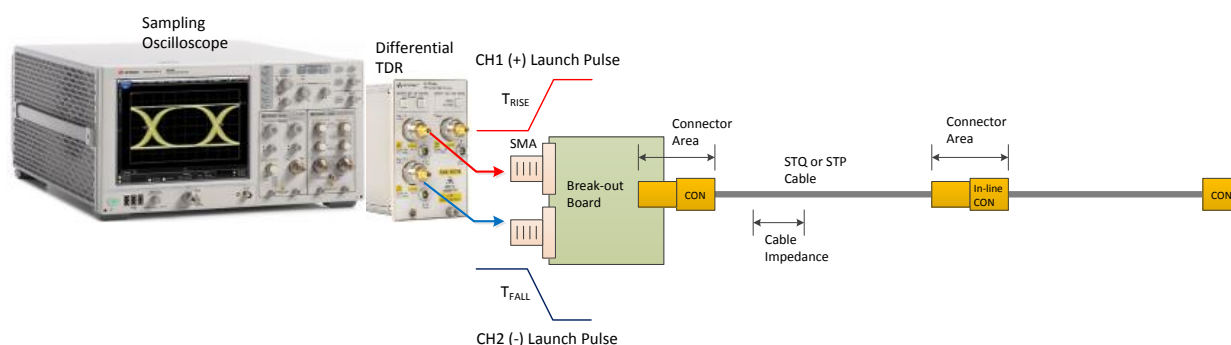 Sampling
Oscilloscope
Differential
TDR
CH1 (+) Launch Pulse
TRISE
SMA
Connector
Area
Connector
Area
STQ or STP
Cable
Break-out
Board
CON
In-line
CON
CON
Cable
Impedance
TFALL
CH2 (-) Launch Pulse